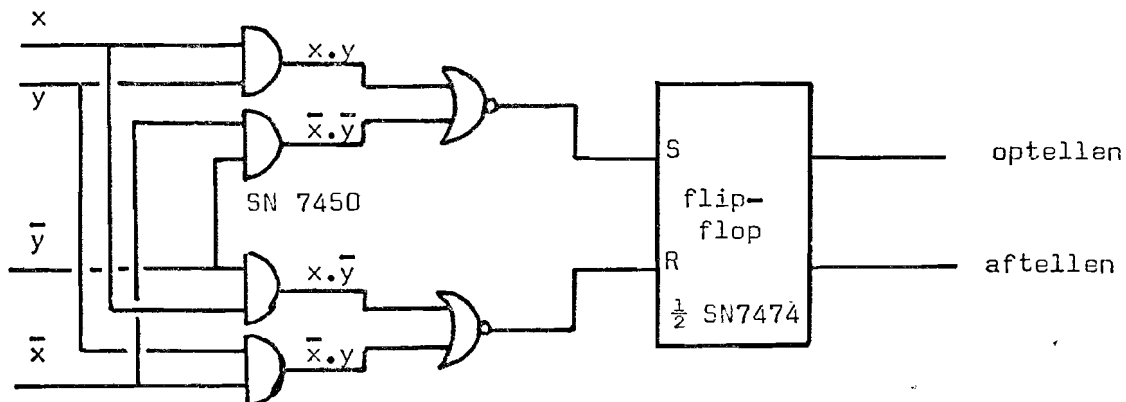 x
y
x.y
x̄.ȳ
SN 7450
ȳ
x.ȳ
x̄
x̄.y
S
flip-
flop
R
½ SN7474
optellen
aftellen